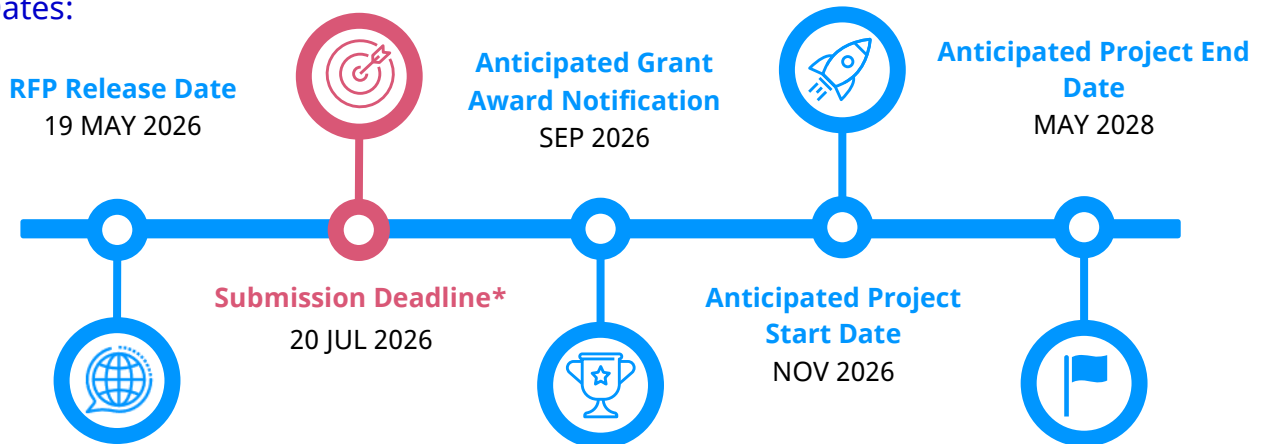 Dates:
RFP Release Date
19 MAY 2026
Submission Deadline*
20 JUL 2026
Anticipated Grant
Award Notification
SEP 2026
Anticipated Project
Start Date
NOV 2026
Anticipated Project End
Date
MAY 2028